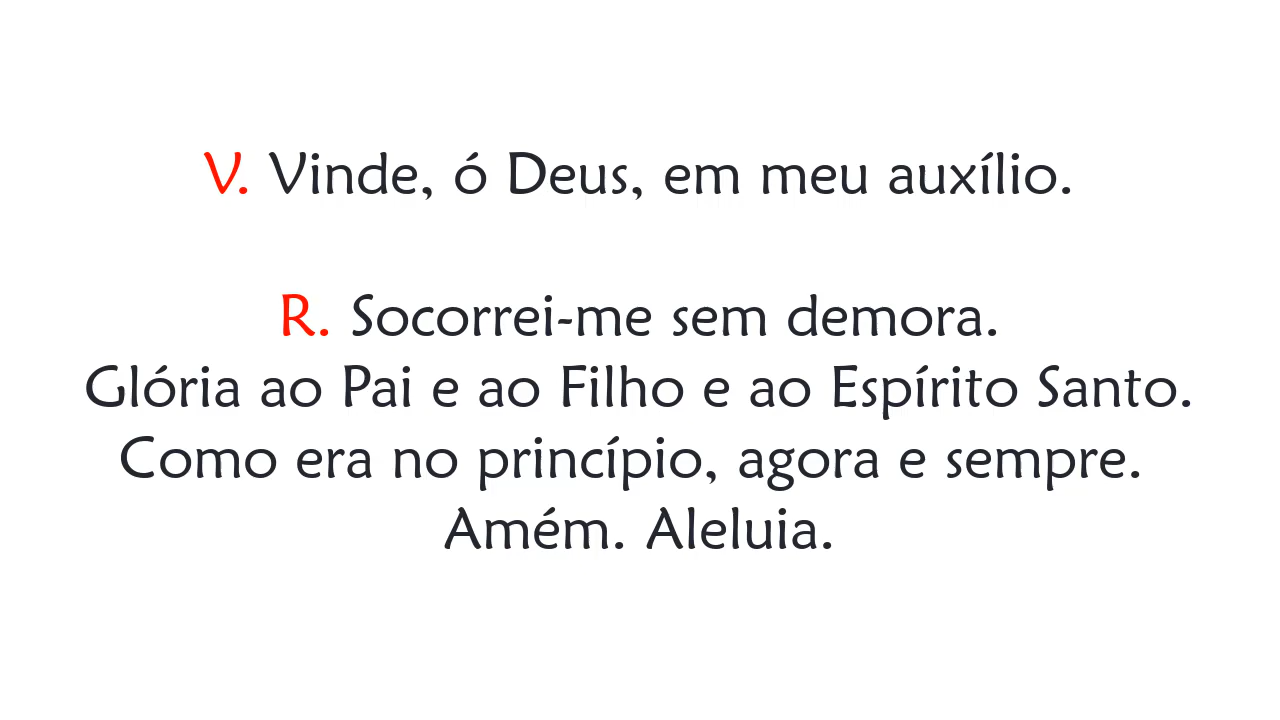 V. Vinde, ó Deus, em meu auxílio.
R. Socorrei-me sem demora.
Glória ao Pai e ao Filho e ao Espírito Santo.
Como era no princípio, agora e sempre.
Amém. Aleluia.